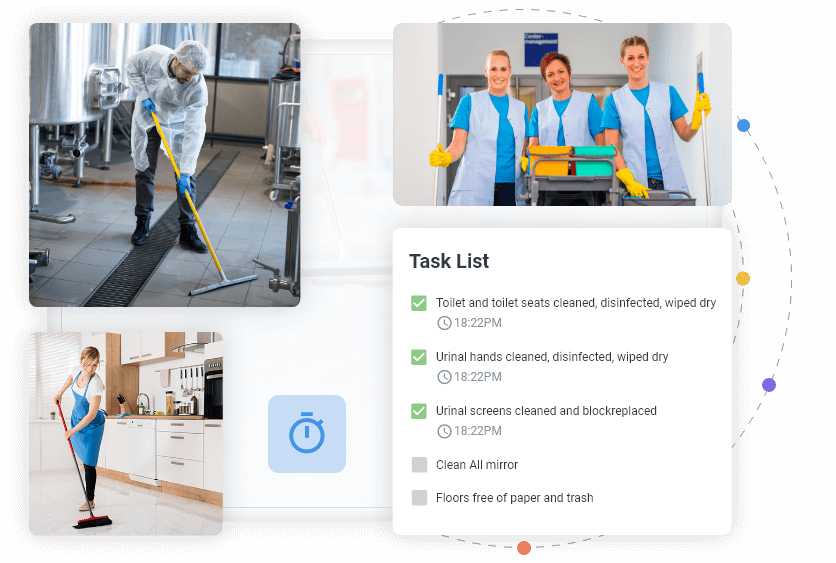 Center-
management
Task List
Toilet and toilet seats cleaned, disinfected, wiped dry
18:22PM
Urinal hands cleaned, disinfected, wiped dry
18:22PM
Urinal screens cleaned and blockreplaced
18:22PM
Clean All mirror
Floors free of paper and trash